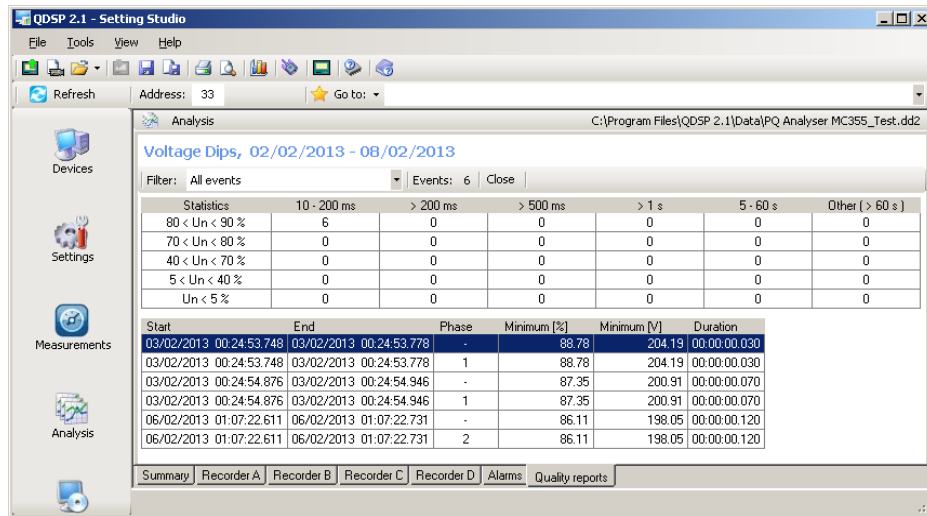 QDSP 2.1 - Setting Studio
File Tools View Help
Refresh Address: 33 Go to:
Analysis C:\Program Files\QDSP 2.1\Data\PQ Analyser MC355_Test.dd2
Devices
Settings
Measurements
Analysis
Voltage Dips, 02/02/2013 - 08/02/2013
Filter: All events Events: 6 Close
Statistics 10 - 200 ms > 200 ms > 500 ms > 1 s 5 - 60 s Other ( > 60 s )
80 < Un < 90 % 6 0 0 0 0 0
70 < Un < 80 % 0 0 0 0 0 0
40 < Un < 70 % 0 0 0 0 0 0
5 < Un < 40 % 0 0 0 0 0 0
Un < 5 % 0 0 0 0 0 0
Start End Phase Minimum [%] Minimum [V] Duration
03/02/2013 00:24:53.748 03/02/2013 00:24:53.778 - 88.78 204.19 00:00:00.030
03/02/2013 00:24:53.748 03/02/2013 00:24:53.778 1 88.78 204.19 00:00:00.030
03/02/2013 00:24:54.876 03/02/2013 00:24:54.946 - 87.35 200.91 00:00:00.070
03/02/2013 00:24:54.876 03/02/2013 00:24:54.946 1 87.35 200.91 00:00:00.070
06/02/2013 01:07:22.611 06/02/2013 01:07:22.731 - 86.11 198.05 00:00:00.120
06/02/2013 01:07:22.611 06/02/2013 01:07:22.731 2 86.11 198.05 00:00:00.120
Summary Recorder A Recorder B Recorder C Recorder D Alarms Quality reports